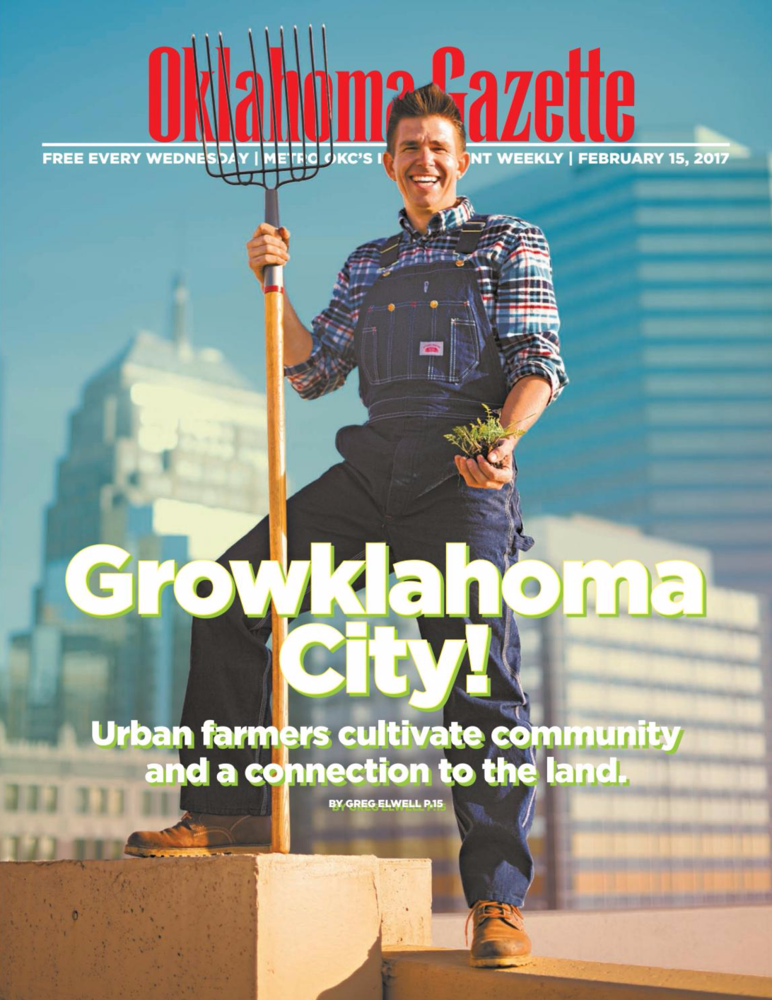 Oklahoma Gazette
FREE EVERY WEDNESDAY | METRO OKC'S NT WEEKLY | FEBRUARY 15, 2017
Growklahoma
City!
Urban farmers cultivate community
and a connection to the land.
BY GREG ELWELL P.15